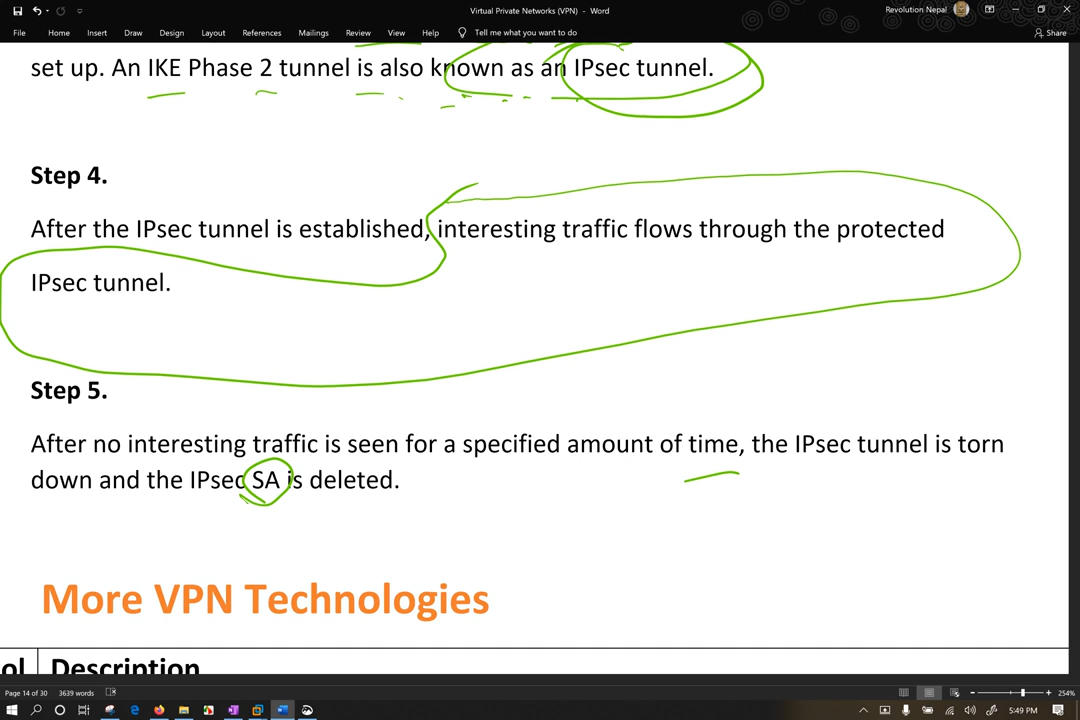 Virtual Private Networks (VPN) - Word
Revolution Nepal
File Home Insert Draw Design Layout References Mailings Review View Help Tell me what you want to do Share
set up. An IKE Phase 2 tunnel is also known as an IPsec tunnel.
Step 4.
After the IPsec tunnel is established, interesting traffic flows through the protected
IPsec tunnel.
Step 5.
After no interesting traffic is seen for a specified amount of time, the IPsec tunnel is torn
down and the IPsec SA is deleted.
More VPN Technologies
ol Description
Page 14 of 30 3639 words 254%
5:49 PM